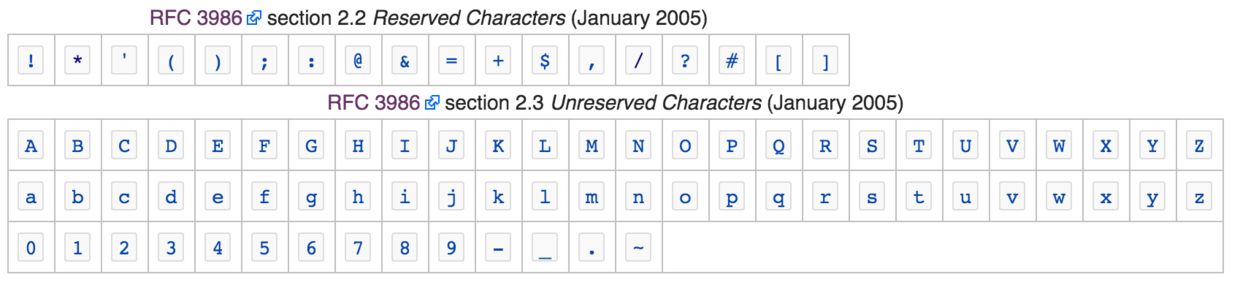 RFC 3986 section 2.2 Reserved Characters (January 2005)
! * ' ( ) ; : @ & = + $ , / ? # [ ]
RFC 3986 section 2.3 Unreserved Characters (January 2005)
A B C D E F G H I J K L M N O P Q R S T U V W X Y Z
a b c d e f g h i j k l m n o p q r s t u v w x y z
0 1 2 3 4 5 6 7 8 9 - _ . ~